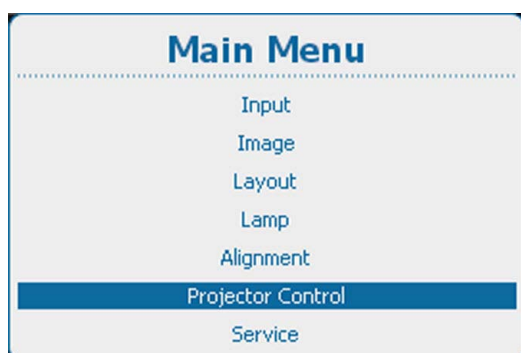 Main Menu
Input
Image
Layout
Lamp
Alignment
Projector Control
Service